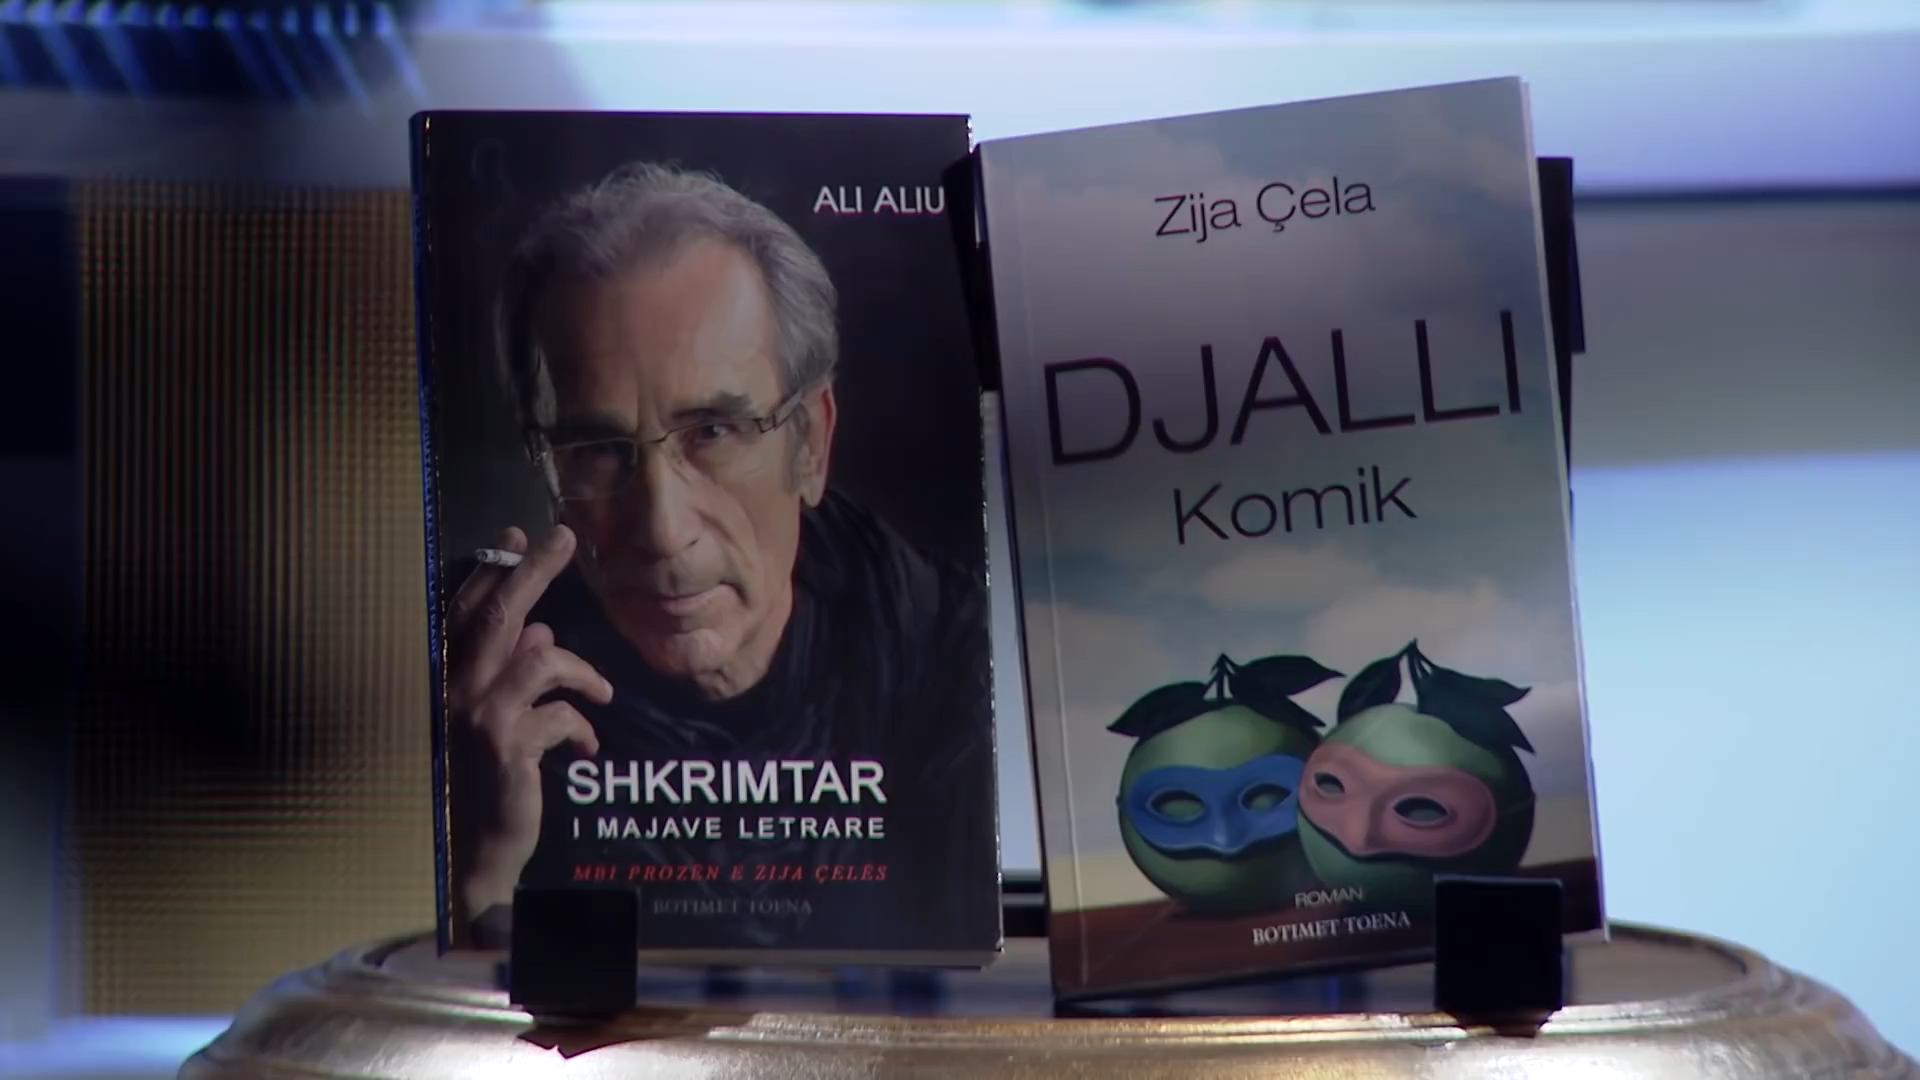 ALI ALIU
SHKRIMTAR
I MAJAVE LETRARE
MBI PROZËN E ZIJA ÇELËS
BOTIMET TOENA
Zija Çela
DJALLI
Komik
ROMAN
BOTIMET TOENA